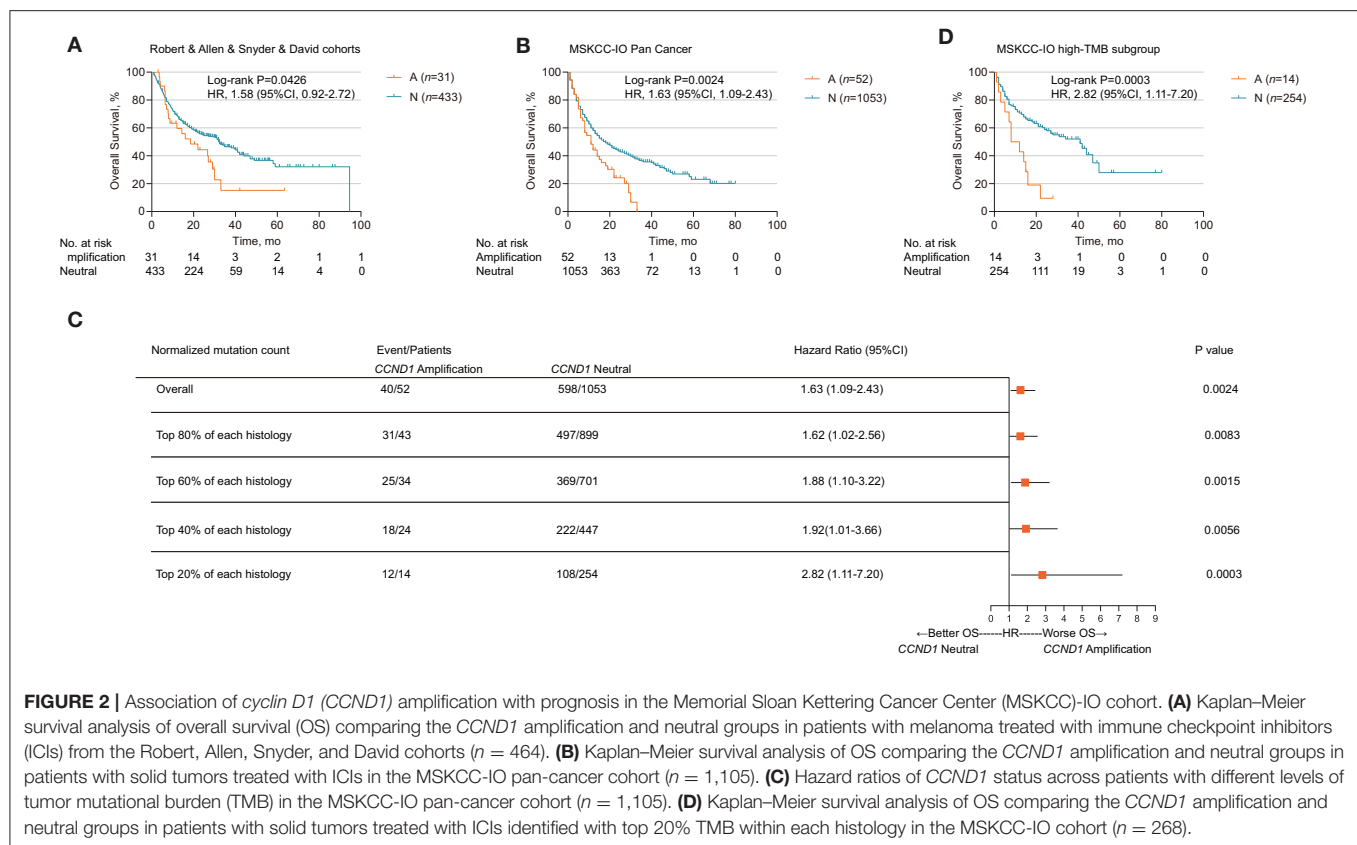 A
Robert & Allen & Snyder & David cohorts
100
80
60
40
20
0
Overall Survival, %
Log-rank P=0.0426
HR, 1.58 (95%CI, 0.92-2.72)
A (n=31)
N (n=433)
0 20 40 60 80 100
Time, mo
No. at risk
mplification 31 14 3 2 1 1
Neutral 433 224 59 14 4 0
B
MSKCC-IO Pan Cancer
100
80
60
40
20
0
Overall Survival, %
Log-rank P=0.0024
HR, 1.63 (95%CI, 1.09-2.43)
A (n=52)
N (n=1053)
0 20 40 60 80 100
Time, mo
No. at risk
Amplification 52 13 1 0 0 0
Neutral 1053 363 72 13 1 0
D
MSKCC-IO high-TMB subgroup
100
80
60
40
20
0
Overall Survival, %
Log-rank P=0.0003
HR, 2.82 (95%CI, 1.11-7.20)
A (n=14)
N (n=254)
0 20 40 60 80 100
Time, mo
No. at risk
Amplification 14 3 1 0 0 0
Neutral 254 111 19 3 1 0
C
Normalized mutation count Event/Patients Hazard Ratio (95%CI) P value
CCND1 Amplification CCND1 Neutral
Overall 40/52 598/1053 1.63 (1.09-2.43) 0.0024
Top 80% of each histology 31/43 497/899 1.62 (1.02-2.56) 0.0083
Top 60% of each histology 25/34 369/701 1.88 (1.10-3.22) 0.0015
Top 40% of each histology 18/24 222/447 1.92(1.01-3.66) 0.0056
Top 20% of each histology 12/14 108/254 2.82 (1.11-7.20) 0.0003
0 1 2 3 4 5 6 7 8 9
←Better OS------HR-----Worse OS→
CCND1 Neutral CCND1 Amplification
FIGURE 2 | Association of cyclin D1 (CCND1) amplification with prognosis in the Memorial Sloan Kettering Cancer Center (MSKCC)-IO cohort. (A) Kaplan–Meier
survival analysis of overall survival (OS) comparing the CCND1 amplification and neutral groups in patients with melanoma treated with immune checkpoint inhibitors
(ICIs) from the Robert, Allen, Snyder, and David cohorts (n = 464). (B) Kaplan–Meier survival analysis of OS comparing the CCND1 amplification and neutral groups in
patients with solid tumors treated with ICIs in the MSKCC-IO pan-cancer cohort (n = 1,105). (C) Hazard ratios of CCND1 status across patients with different levels of
tumor mutational burden (TMB) in the MSKCC-IO pan-cancer cohort (n = 1,105). (D) Kaplan–Meier survival analysis of OS comparing the CCND1 amplification and
neutral groups in patients with solid tumors treated with ICIs identified with top 20% TMB within each histology in the MSKCC-IO cohort (n = 268).